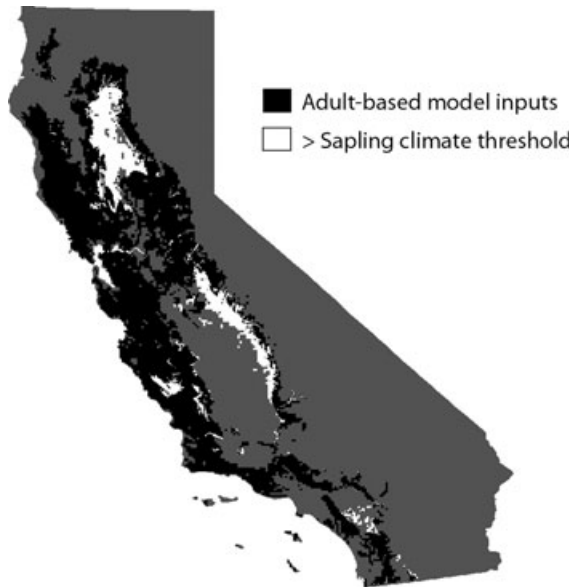 Adult-based model inputs
> Sapling climate threshold